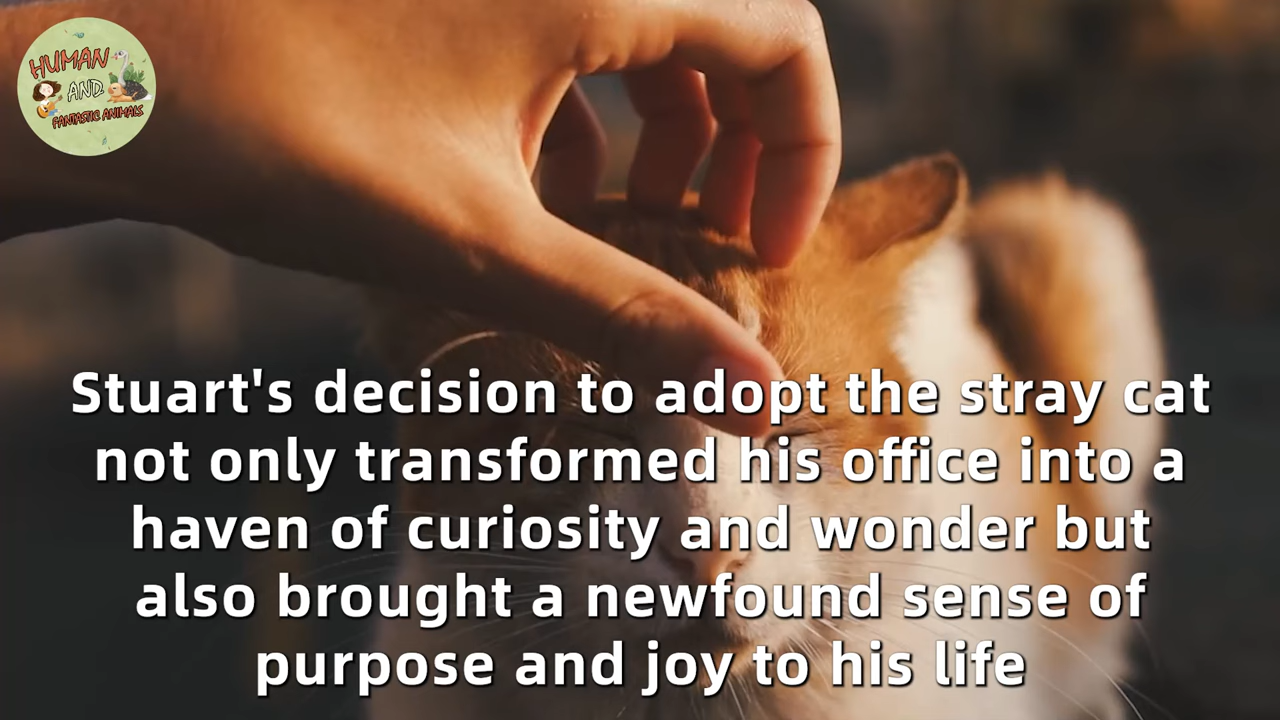 HUMAN
AND
FANTASTIC ANIMALS
Stuart's decision to adopt the stray cat
not only transformed his office into a
haven of curiosity and wonder but
also brought a newfound sense of
purpose and joy to his life